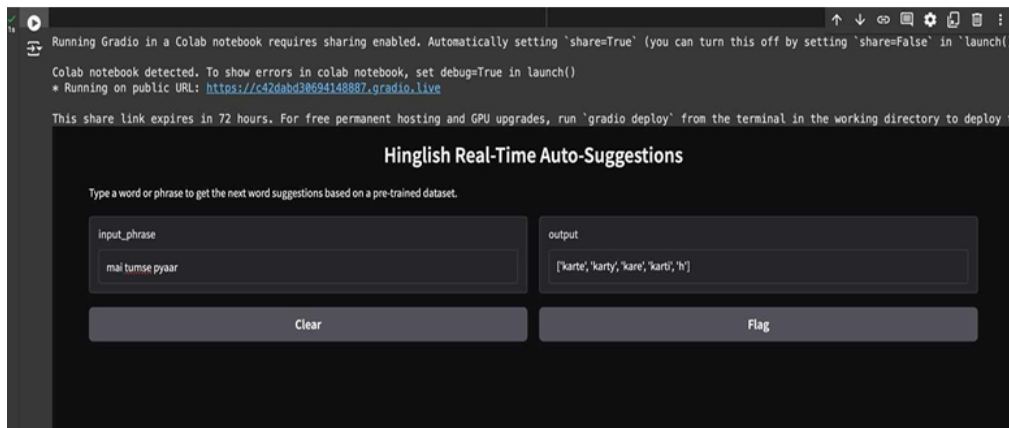 1s
Running Gradio in a Colab notebook requires sharing enabled. Automatically setting `share=True` (you can turn this off by setting `share=False` in `launch(
Colab notebook detected. To show errors in colab notebook, set debug=True in launch()
* Running on public URL: https://c42dabd30694148887.gradio.live
This share link expires in 72 hours. For free permanent hosting and GPU upgrades, run `gradio deploy` from the terminal in the working directory to deploy
Hinglish Real-Time Auto-Suggestions
Type a word or phrase to get the next word suggestions based on a pre-trained dataset.
input_phrase
mai tumse pyaar
output
['karte', 'karty', 'kare', 'karti', 'h']
Clear
Flag